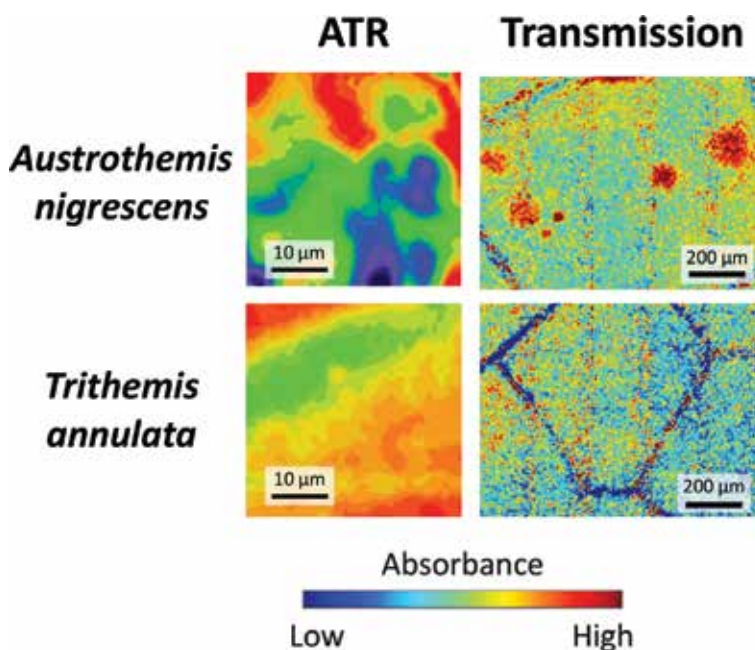 ATR Transmission
Austrothemis
nigrescens
10 µm
200 µm
Trithemis
annulata
10 µm
200 µm
Absorbance
Low High